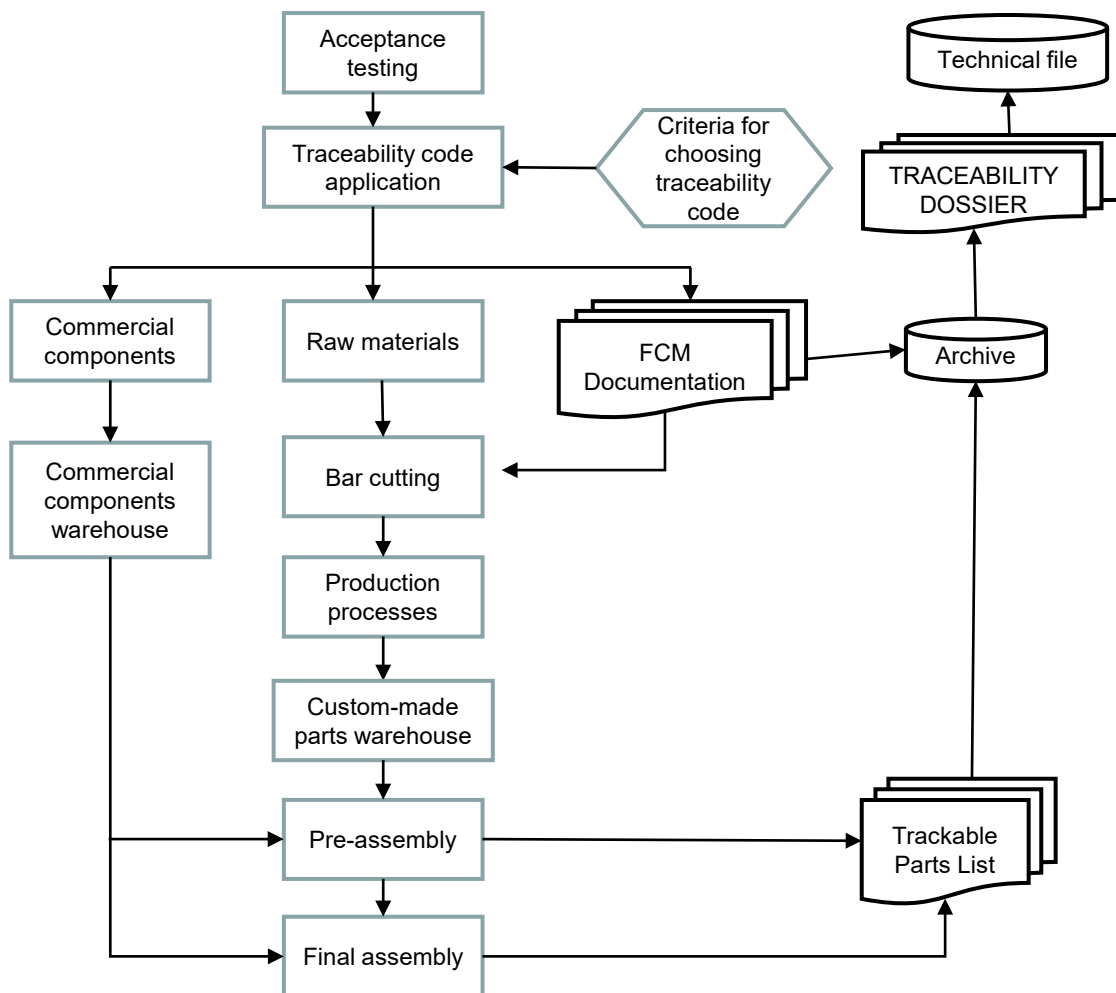 Acceptance
testing
Technical file
Traceability code
application
Criteria for
choosing
traceability
code
TRACEABILITY
DOSSIER
Commercial
components
Raw materials
FCM
Documentation
Archive
Commercial
components
warehouse
Bar cutting
Production
processes
Custom-made
parts warehouse
Pre-assembly
Trackable
Parts List
Final assembly